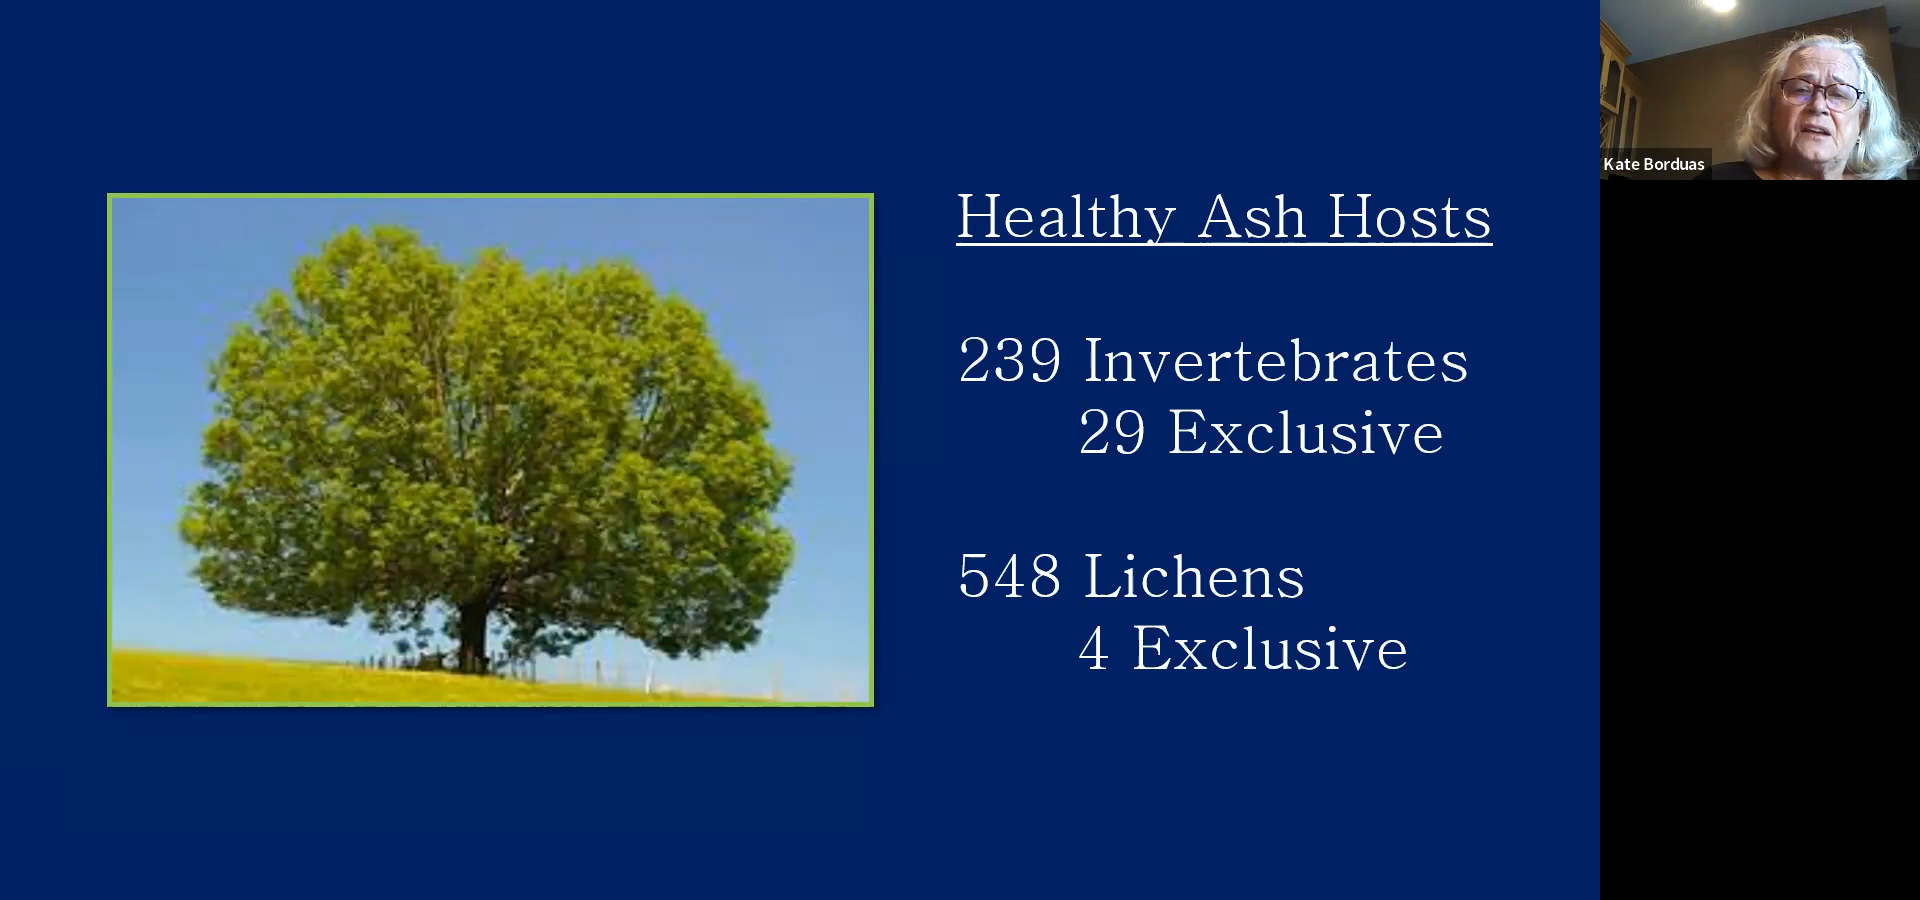 Healthy Ash Hosts
239 Invertebrates
29 Exclusive
548 Lichens
4 Exclusive
Kate Borduas